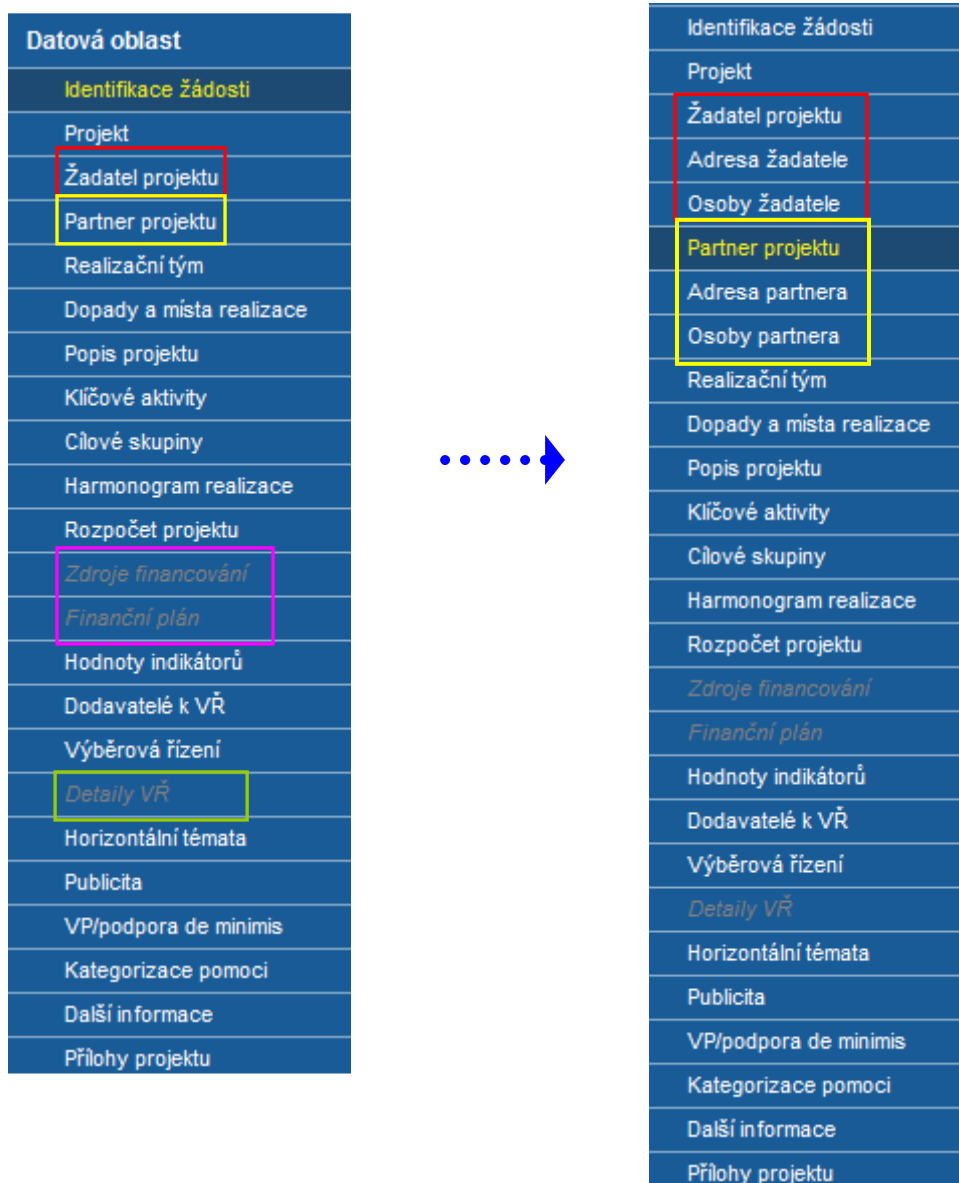 Datová oblast
Identifikace žádosti
Projekt
Žadatel projektu
Partner projektu
Realizační tým
Dopady a místa realizace
Popis projektu
Klíčové aktivity
Cílové skupiny
Harmonogram realizace
Rozpočet projektu
Zdroje financování
Finanční plán
Hodnoty indikátorů
Dodavatelé k VŘ
Výběrová řízení
Detaily VŘ
Horizontální témata
Publicita
VP/podpora de minimis
Kategorizace pomoci
Další informace
Přílohy projektu
Identifikace žádosti
Projekt
Žadatel projektu
Adresa žadatele
Osoby žadatele
Partner projektu
Adresa partnera
Osoby partnera
Realizační tým
Dopady a místa realizace
Popis projektu
Klíčové aktivity
Cílové skupiny
Harmonogram realizace
Rozpočet projektu
Zdroje financování
Finanční plán
Hodnoty indikátorů
Dodavatelé k VŘ
Výběrová řízení
Detaily VŘ
Horizontální témata
Publicita
VP/podpora de minimis
Kategorizace pomoci
Další informace
Přílohy projektu